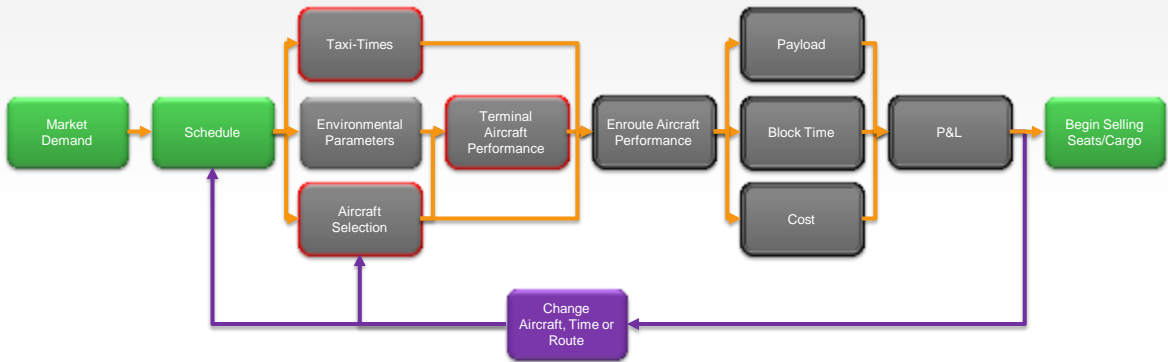 Market
Demand
Schedule
Taxi-Times
Environmental
Parameters
Aircraft
Selection
Terminal
Aircraft
Performance
Enroute Aircraft
Performance
Payload
Block Time
Cost
P&L
Begin Selling
Seats/Cargo
Change
Aircraft, Time or
Route